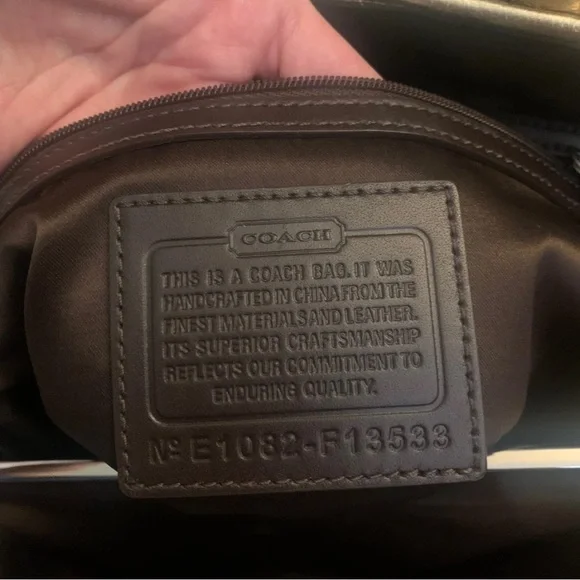 COACH
THIS IS A COACH BAG. IT WAS
HANDCRAFTED IN CHINA FROM THE
FINEST MATERIALS AND LEATHER.
ITS SUPERIOR CRAFTSMANSHIP
REFLECTS OUR COMMITMENT TO
ENDURING QUALITY.
Nº E1082-F13533